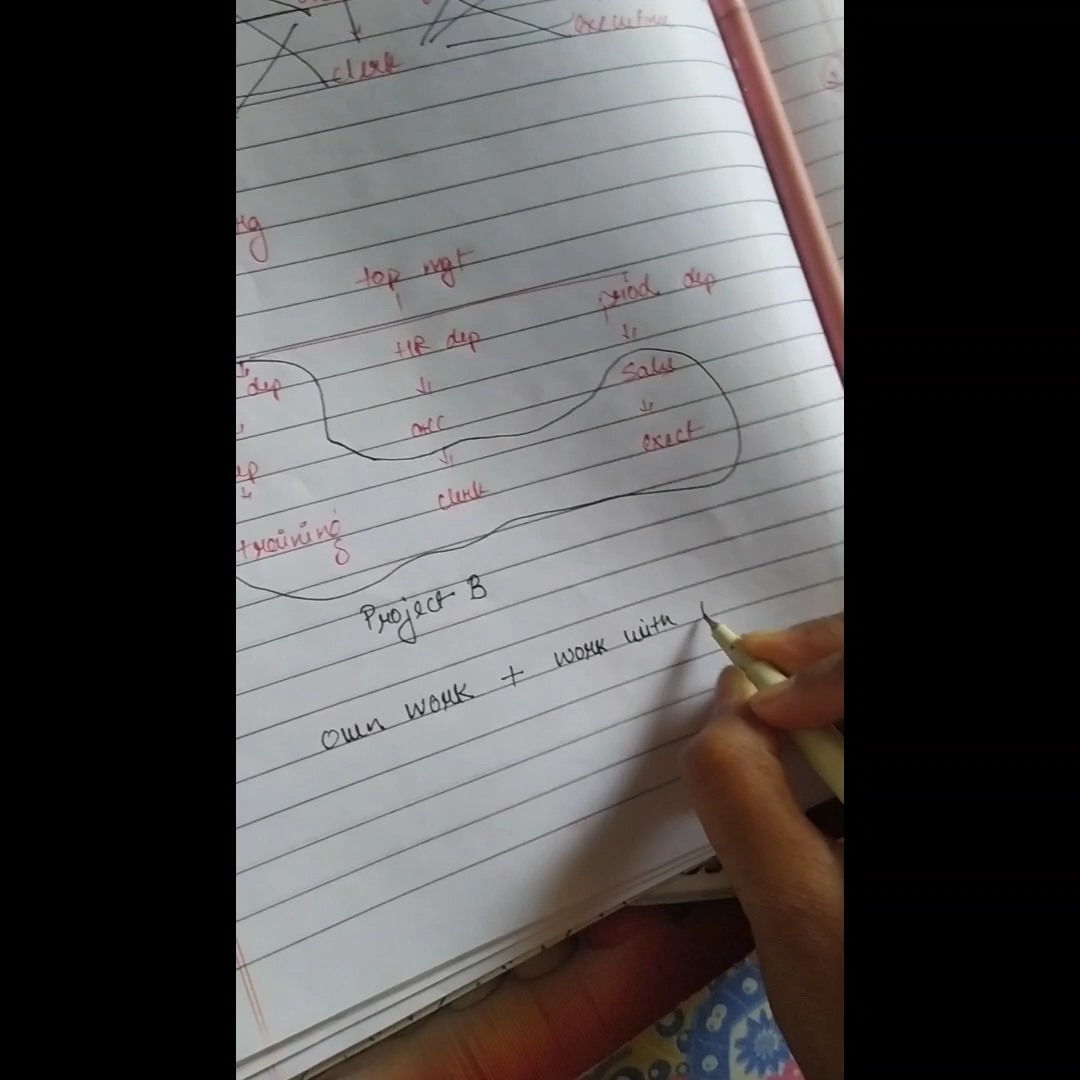 executive
clerk
top mgt
prod. dep
HR dep
dep
sales
acc
exect
clerk
training
Project B
own work + work with